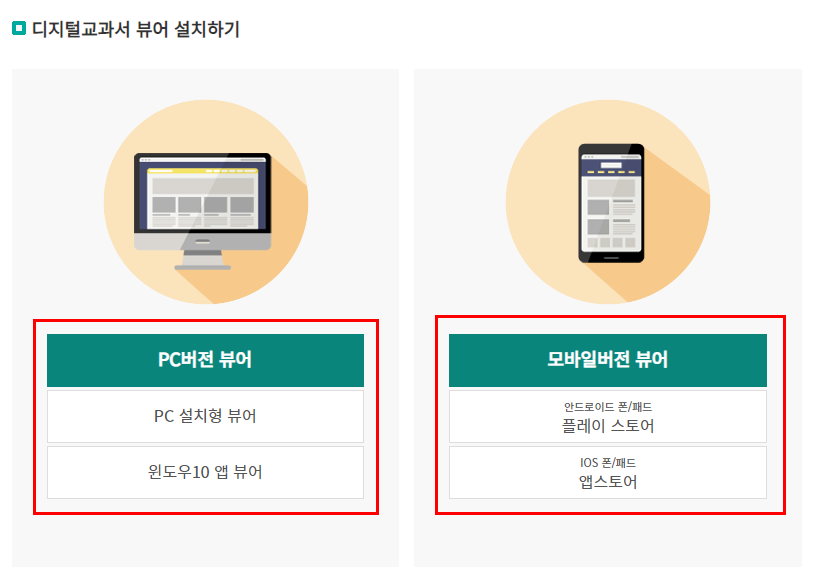 디지털교과서 뷰어 설치하기
PC버전 뷰어
PC 설치형 뷰어
윈도우10 앱 뷰어
모바일버전 뷰어
안드로이드 폰/패드
플레이 스토어
IOS 폰/패드
앱스토어